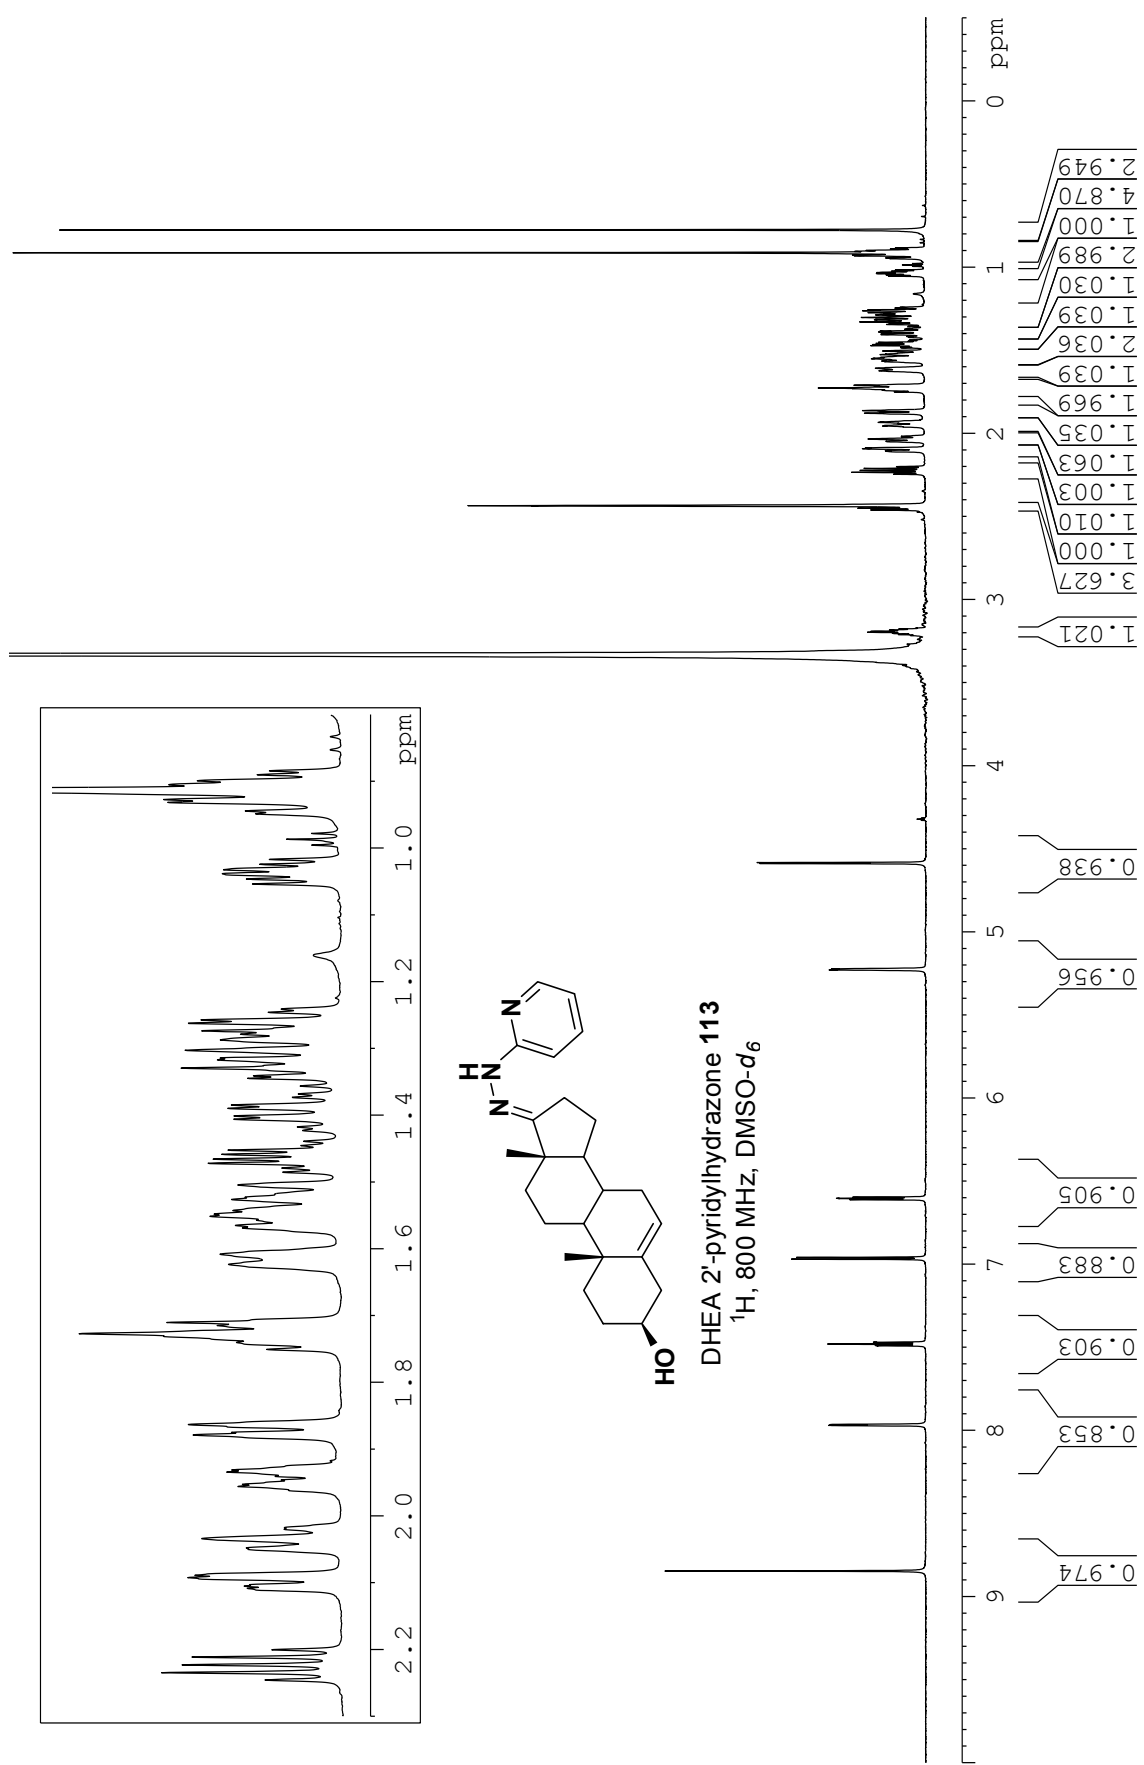 9 8 7 6 5 4 3 2 1 0 ppm
0.974
0.853
0.903
0.883
0.905
0.956
0.938
1.021
3.627
1.000
1.010
1.003
1.063
1.035
1.969
1.039
2.036
1.039
1.030
2.989
1.000
4.870
2.949
2.2 2.0 1.8 1.6 1.4 1.2 1.0 ppm
HO
N
N
H
N
DHEA 2'-pyridylhydrazone 113
¹H, 800 MHz, DMSO-d₆